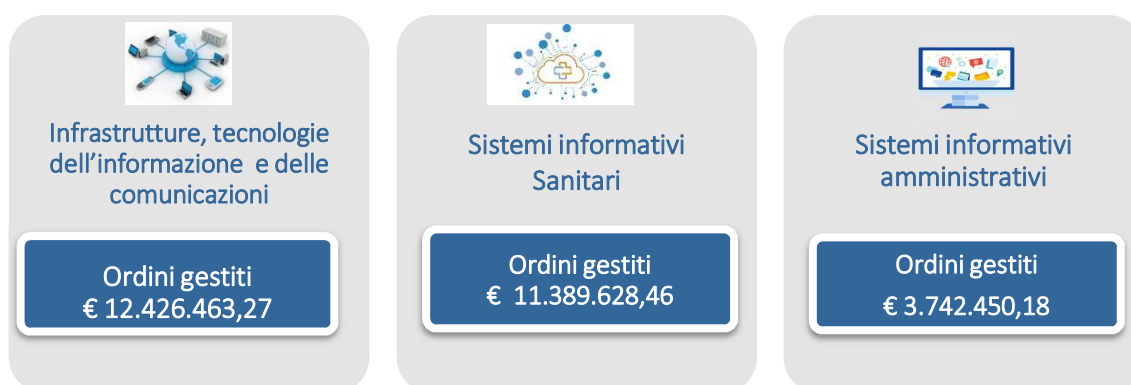 Infrastrutture, tecnologie
dell'informazione e delle
comunicazioni
Ordini gestiti
€ 12.426.463,27
Sistemi informativi
Sanitari
Ordini gestiti
€ 11.389.628,46
Sistemi informativi
amministrativi
Ordini gestiti
€ 3.742.450,18